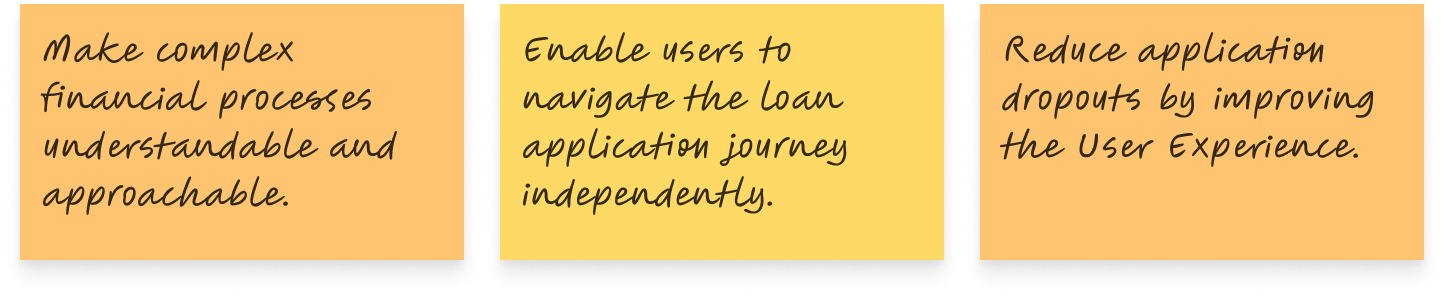 Make complex
financial processes
understandable and
approachable.
Enable users to
navigate the loan
application journey
independently.
Reduce application
dropouts by improving
the User Experience.